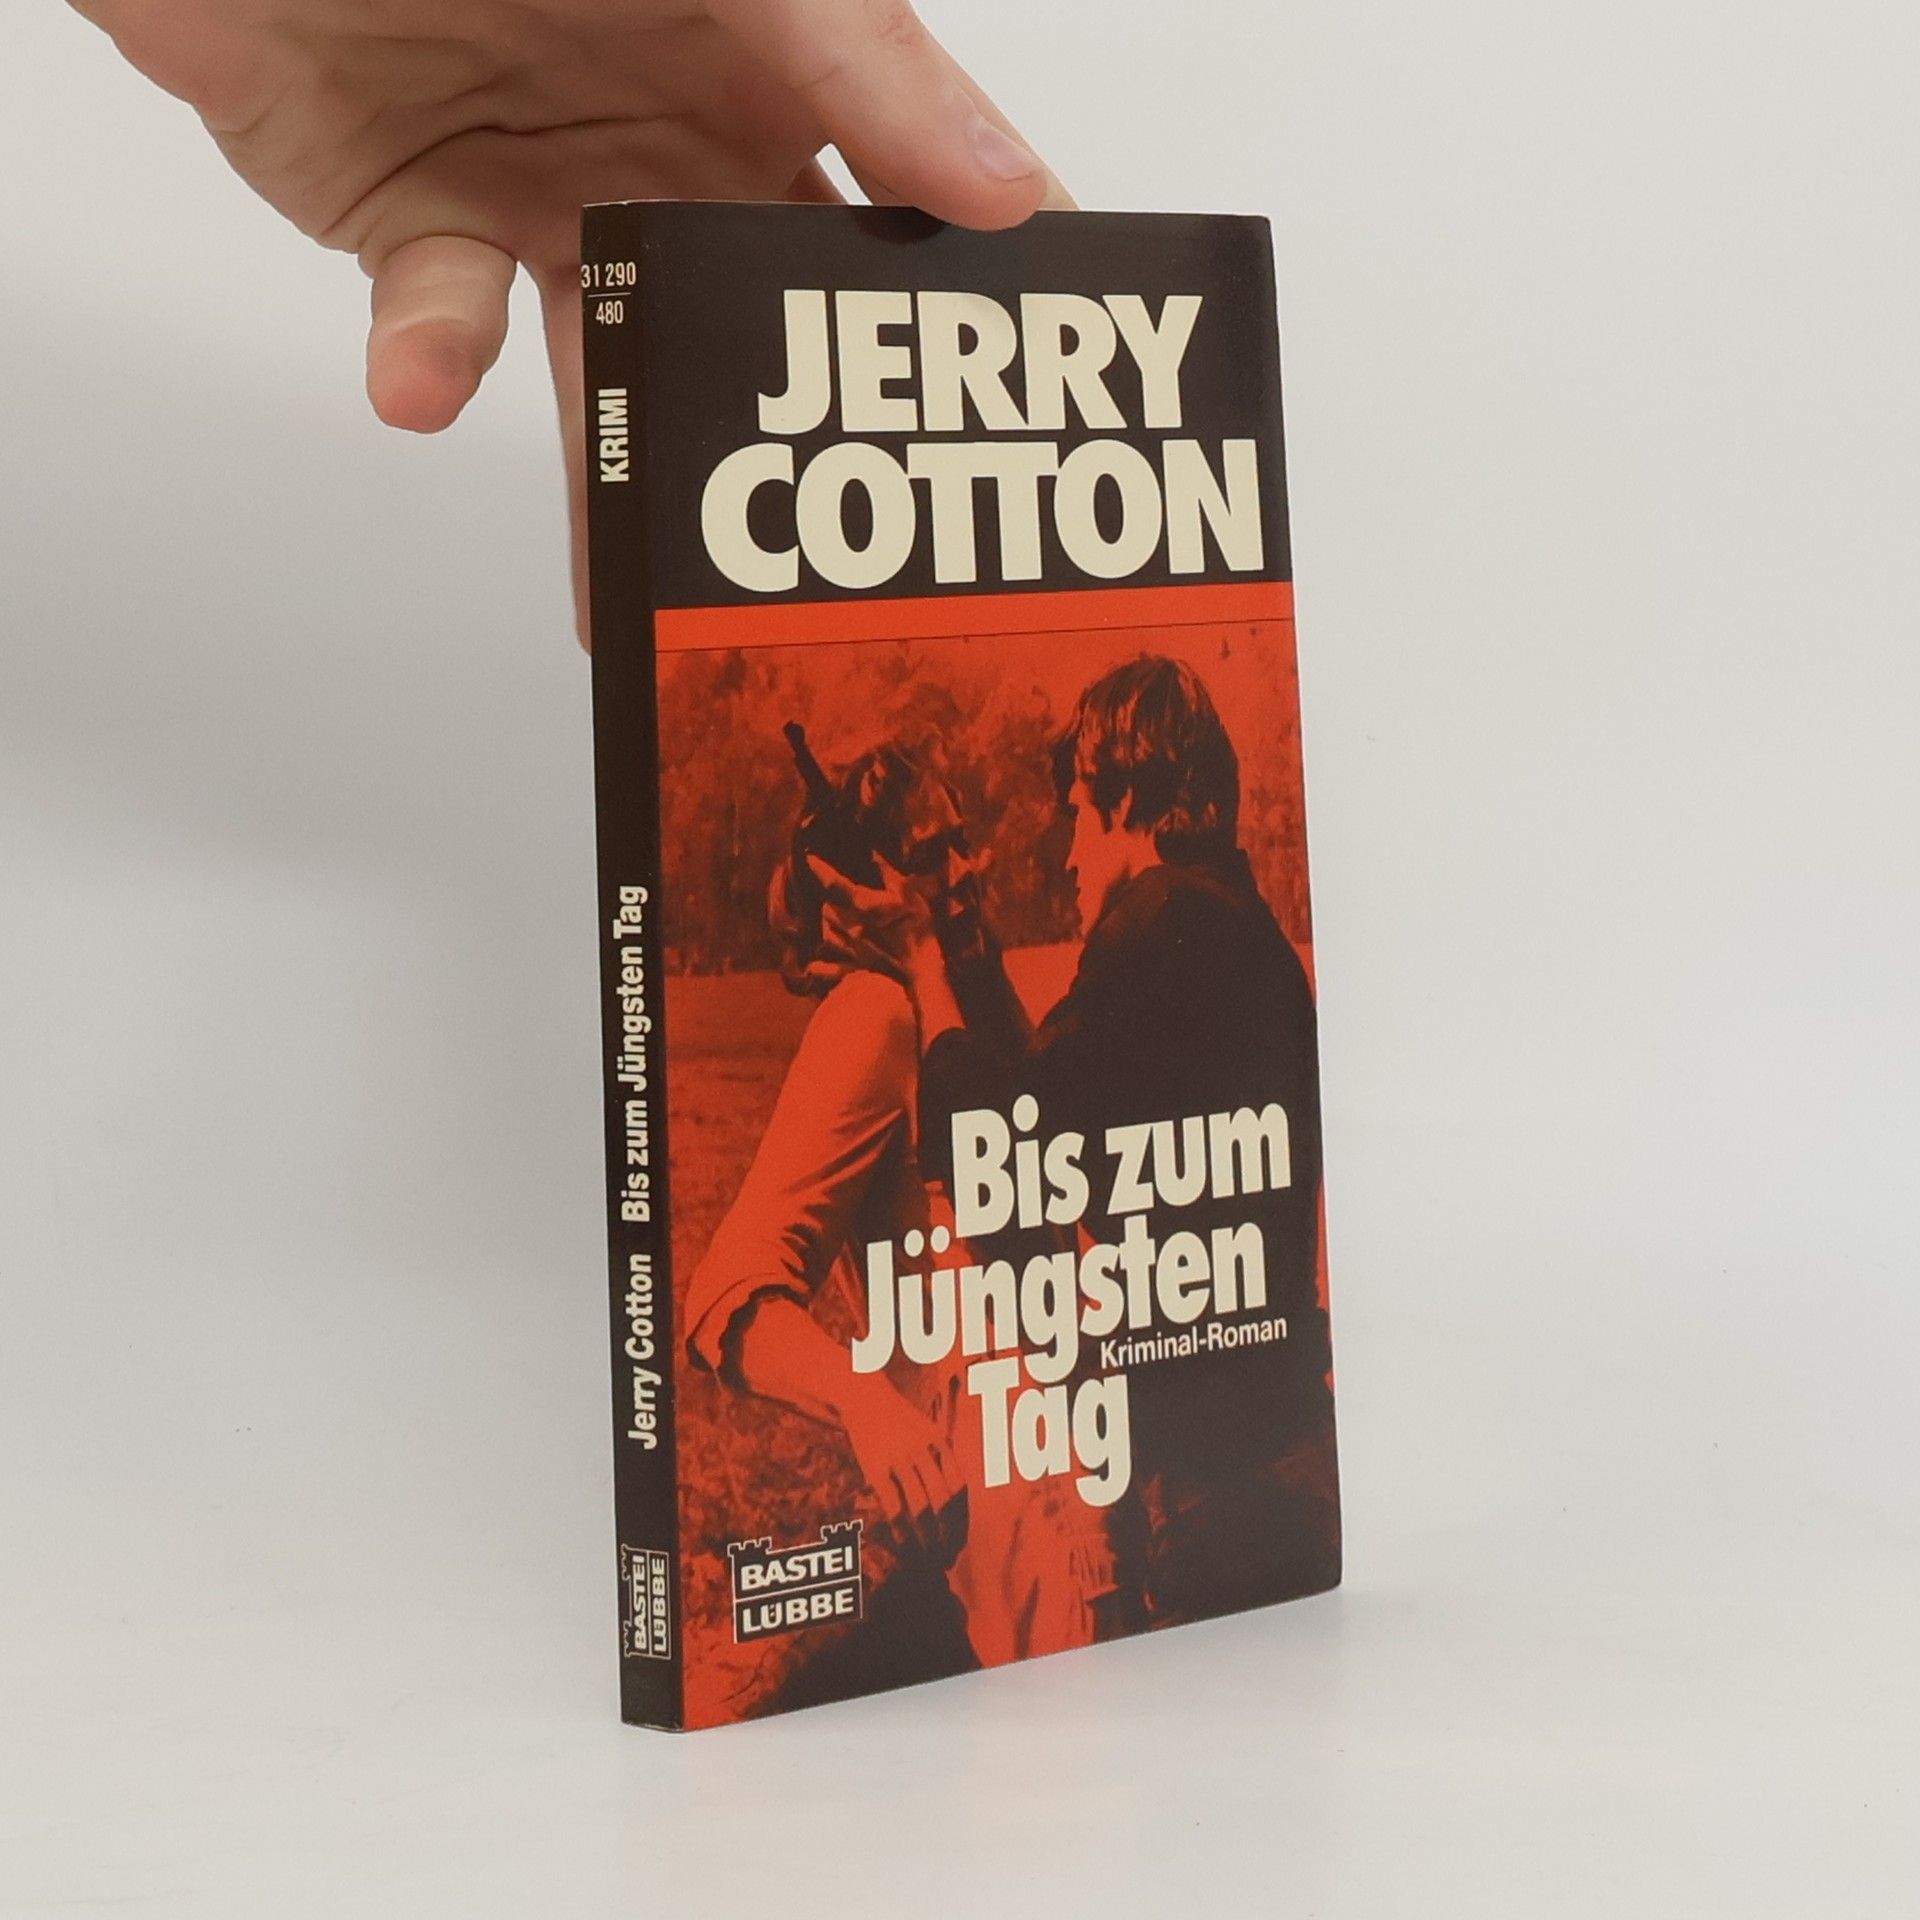 31 290
480
KRIMI
Jerry Cotton Bis zum Jüngsten Tag
BASTEI
LÜBBE
JERRY
COTTON
Bis zum
Jüngsten
Tag
Kriminal-Roman
BASTEI
LÜBBE